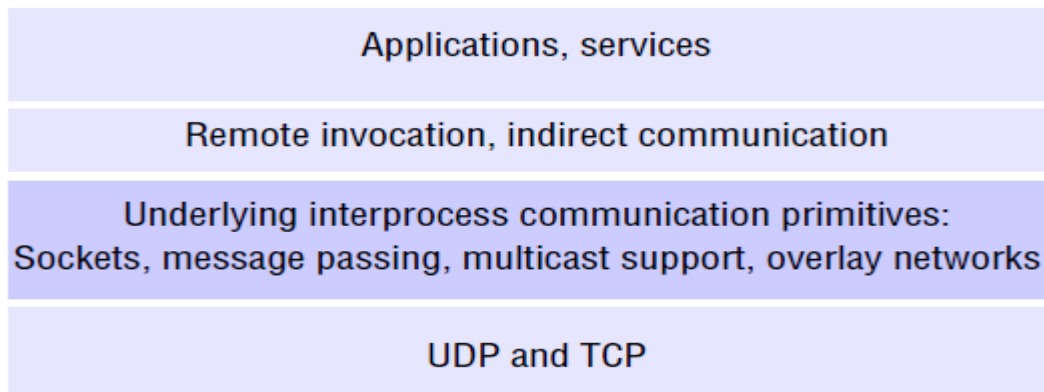 Applications, services
Remote invocation, indirect communication
Underlying interprocess communication primitives:
Sockets, message passing, multicast support, overlay networks
UDP and TCP